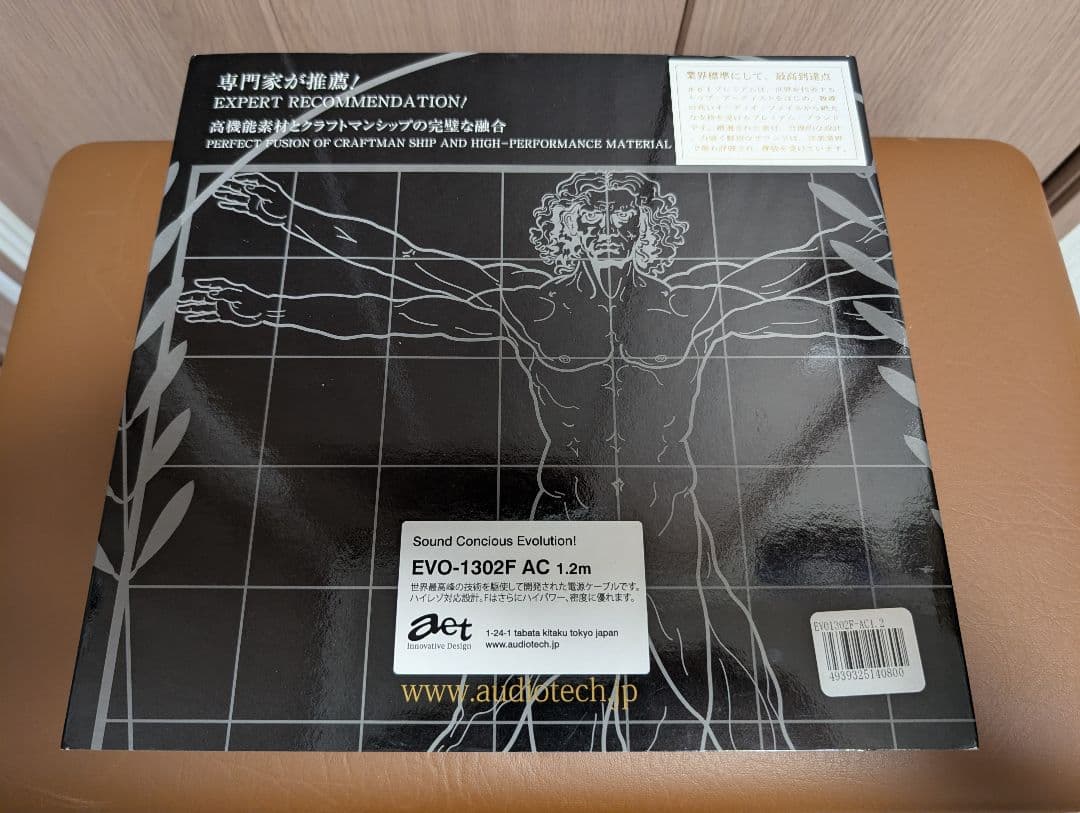 専門家が推薦!
EXPERT RECOMMENDATION!
高機能素材とクラフトマンシップの完璧な融合
PERFECT FUSION OF CRAFTMAN SHIP AND HIGH-PERFORMANCE MATERIAL
業界標準にして、最高到達点
Sound Concious Evolution!
EVO-1302F AC 1.2m
世界最高峰の技術を駆使して開発された電源ケーブルです。
ハイレゾ対応設計。Fはさらにハイパワー、密度に優れます。
aet
Innovative Design
1-24-1 tabata kitaku tokyo japan
www.audiotech.jp
www.audiotech.jp
EVO1302F-AC1.2
4939325140800